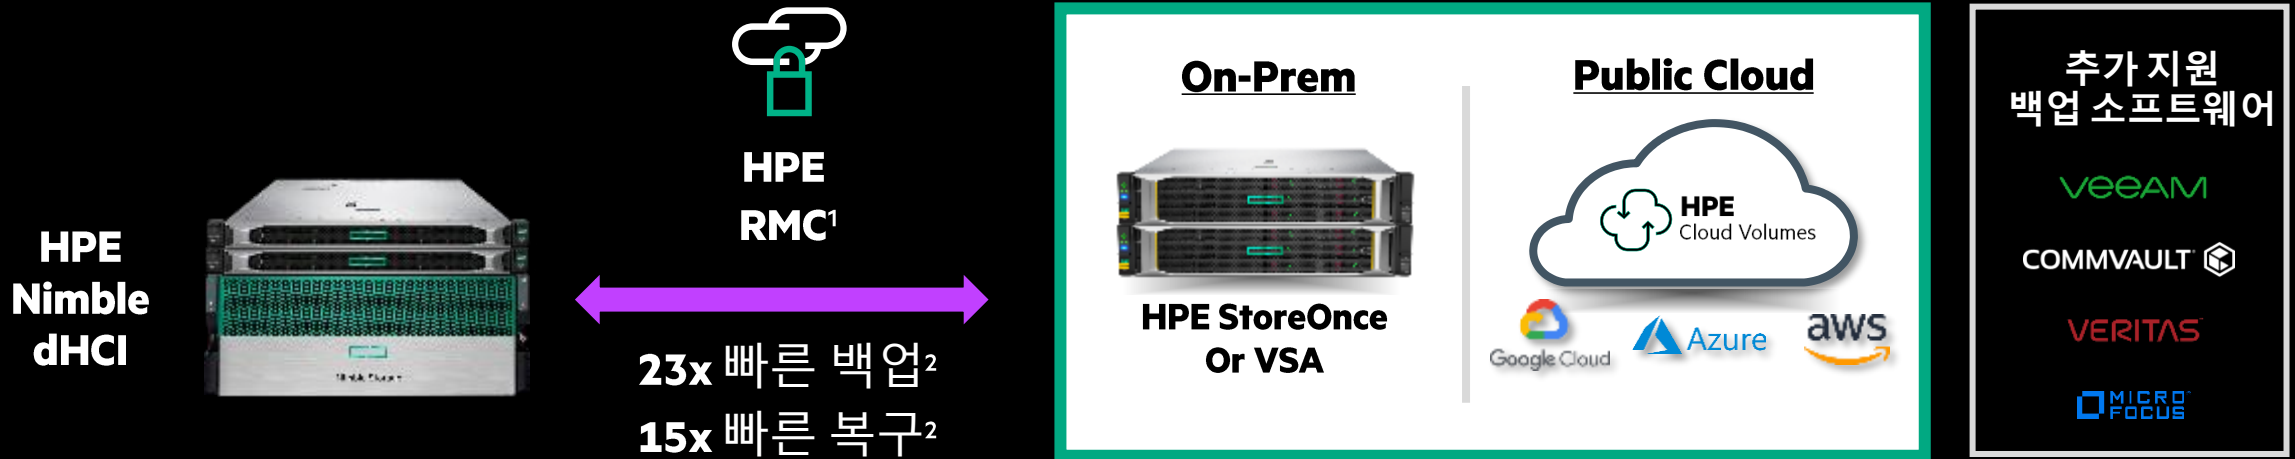 HPE
Nimble
dHCI
HPE
RMC¹
23x 빠른 백업²
15x 빠른 복구²
On-Prem
HPE StoreOnce
Or VSA
Public Cloud
HPE
Cloud Volumes
Google Cloud
Azure
aws
추가 지원
백업 소프트웨어
VEEAM
COMMVAULT
VERITAS
MICRO
FOCUS